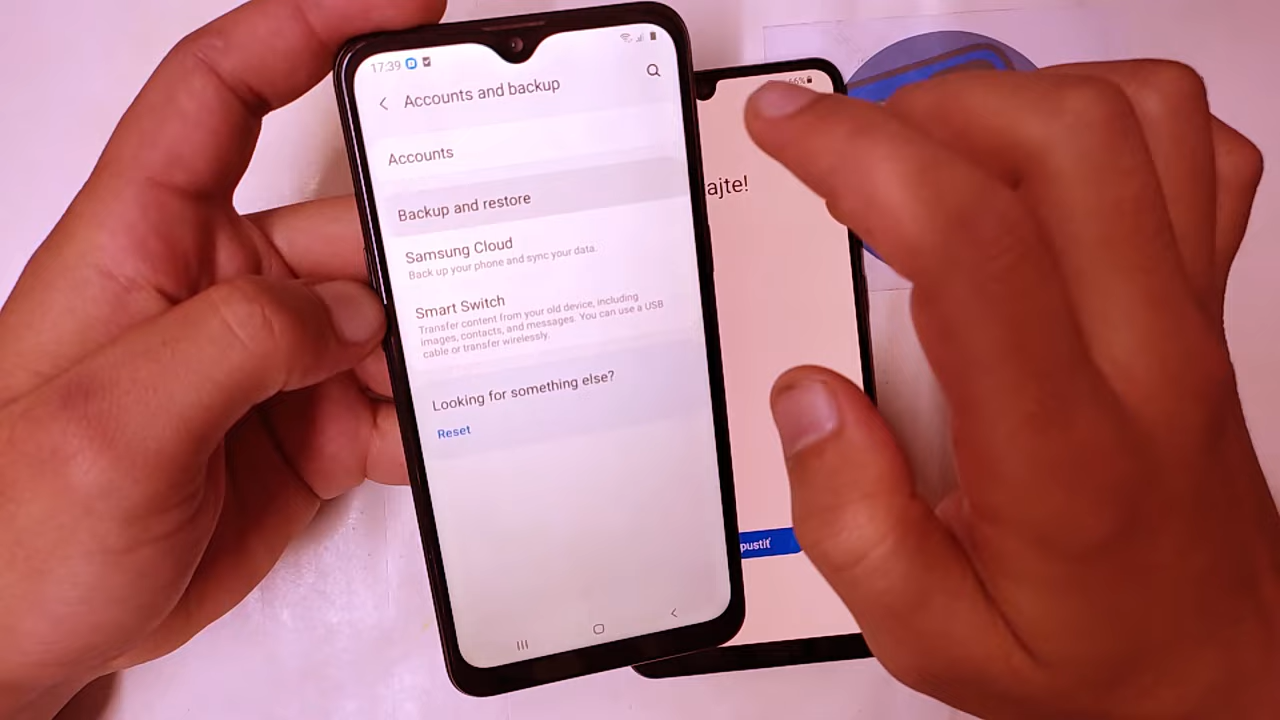 17:39
Accounts and backup
Accounts
Backup and restore
Samsung Cloud
Back up your phone and sync your data.
Smart Switch
Transfer content from your old device, including
images, contacts, and messages. You can use a USB
cable or transfer wirelessly.
Looking for something else?
Reset
66%
ajte!
pustiť